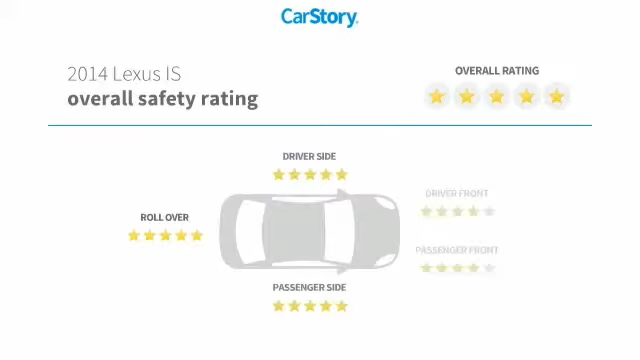 CarStory
2014 Lexus IS
overall safety rating
OVERALL RATING
DRIVER SIDE
DRIVER FRONT
ROLL OVER
PASSENGER FRONT
PASSENGER SIDE